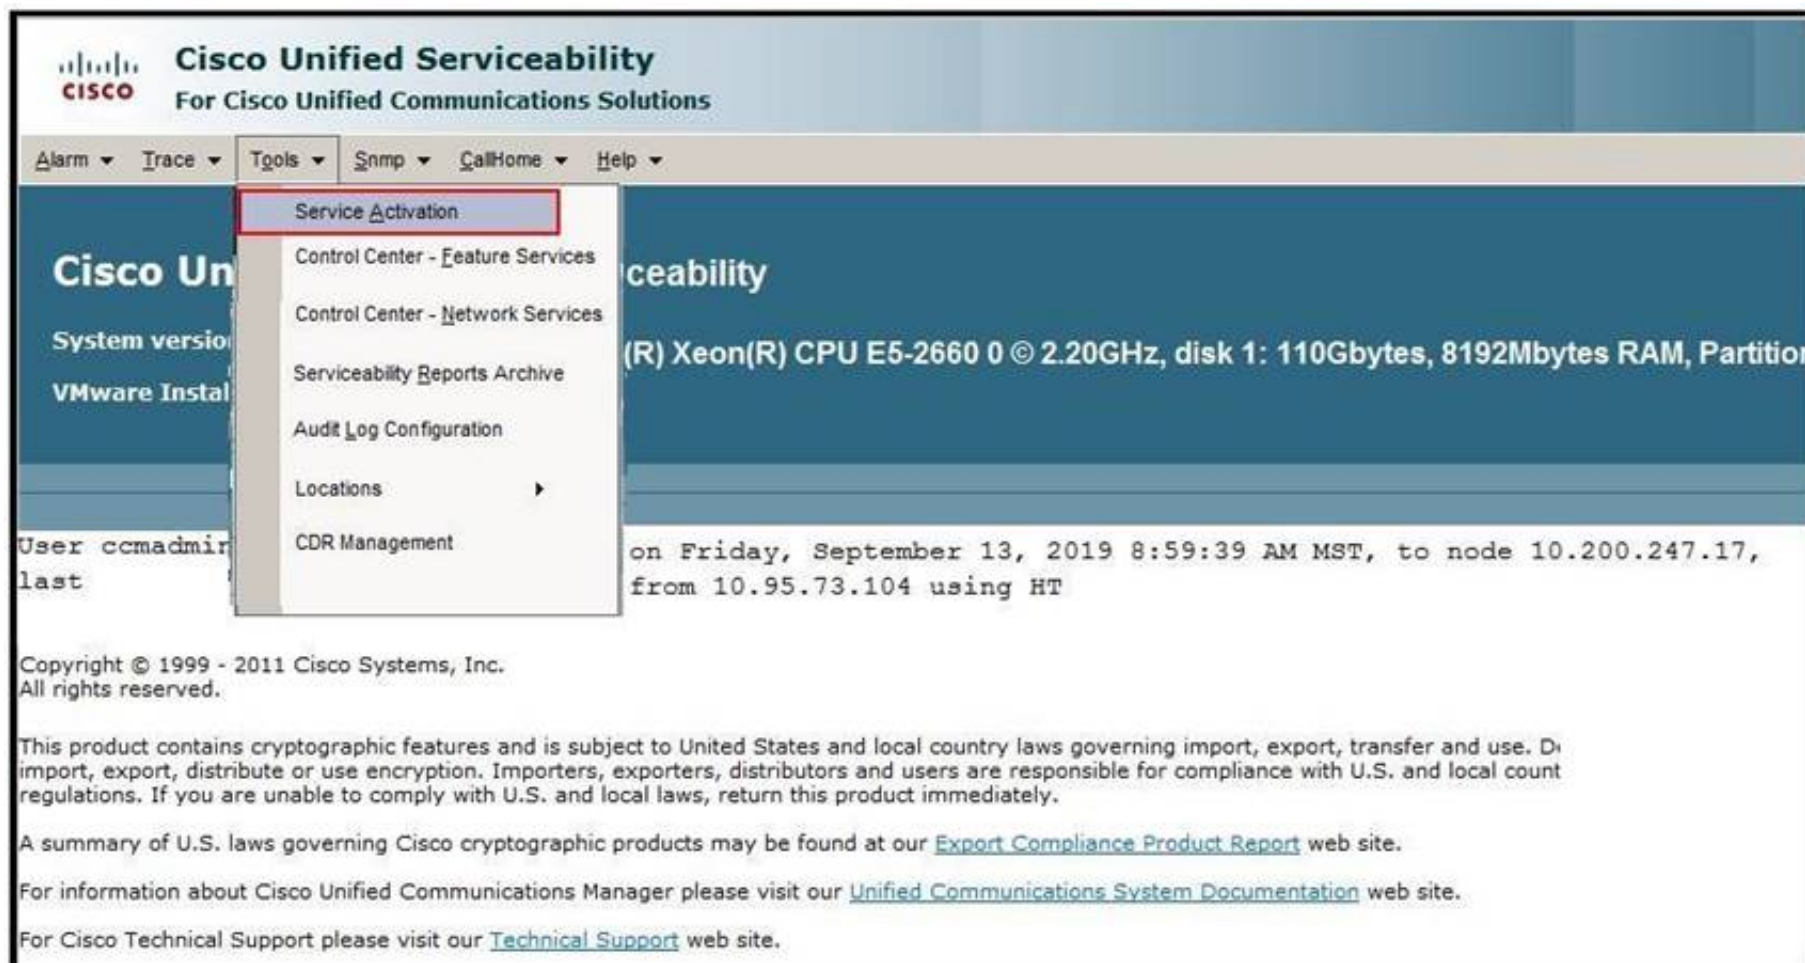 CISCO
Cisco Unified Serviceability
For Cisco Unified Communications Solutions
Alarm Trace Tools Snmp CallHome Help
Service Activation
Control Center - Feature Services
Control Center - Network Services
Serviceability Reports Archive
Audit Log Configuration
Locations
CDR Management
Cisco Un ceability
System versio (R) Xeon(R) CPU E5-2660 0 © 2.20GHz, disk 1: 110Gbytes, 8192Mbytes RAM, Partition
VMware Instal
User ccmadmin on Friday, September 13, 2019 8:59:39 AM MST, to node 10.200.247.17,
last from 10.95.73.104 using HT
Copyright © 1999 - 2011 Cisco Systems, Inc.
All rights reserved.
This product contains cryptographic features and is subject to United States and local country laws governing import, export, transfer and use. D
import, export, distribute or use encryption. Importers, exporters, distributors and users are responsible for compliance with U.S. and local count
regulations. If you are unable to comply with U.S. and local laws, return this product immediately.
A summary of U.S. laws governing Cisco cryptographic products may be found at our Export Compliance Product Report web site.
For information about Cisco Unified Communications Manager please visit our Unified Communications System Documentation web site.
For Cisco Technical Support please visit our Technical Support web site.